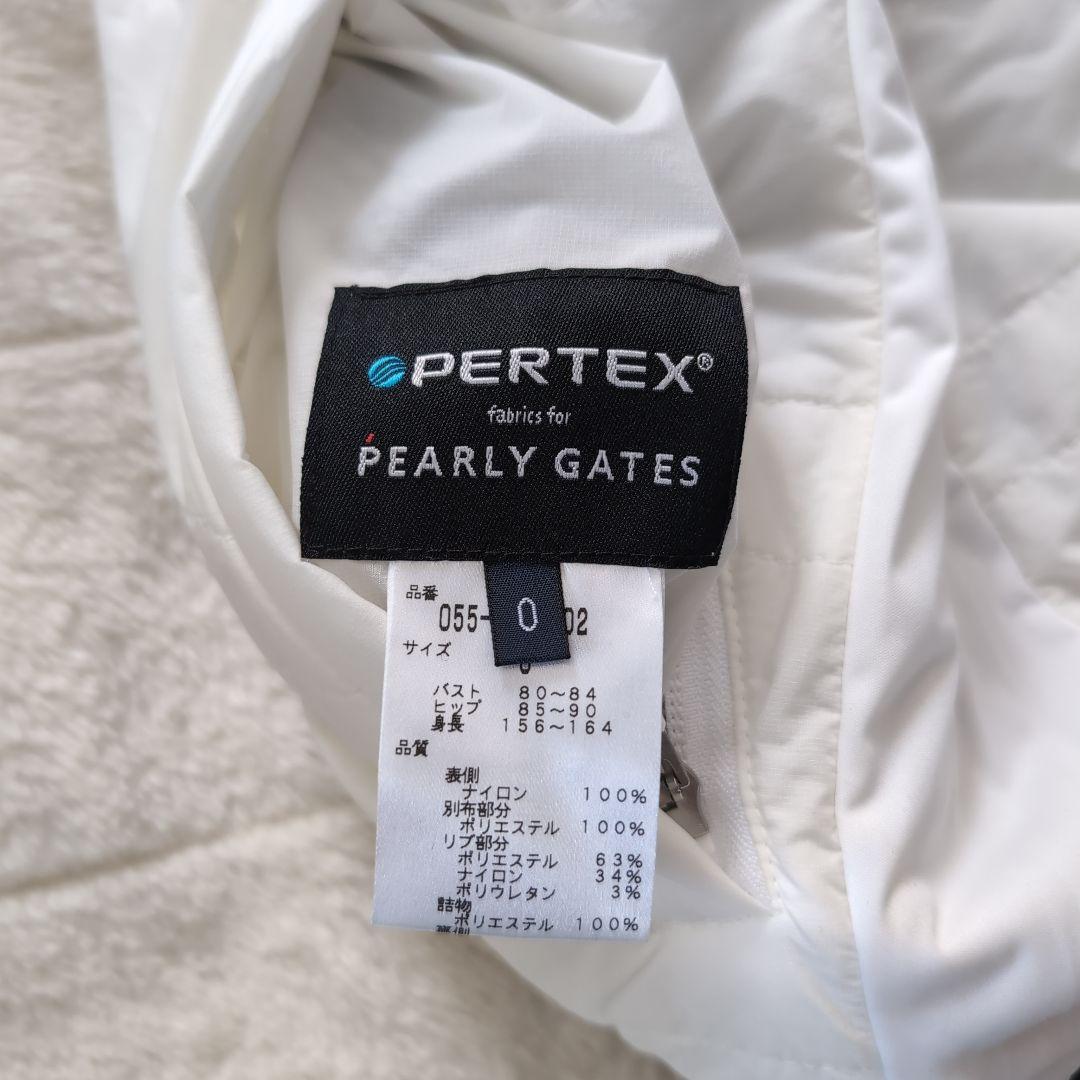 PERTEX®
fabrics for
PEARLY GATES
0
品番
055- 02
サイズ
バスト 80～84
ヒップ 85～90
身長 156～164
品質
表側
ナイロン 100%
別布部分
ポリエステル 100%
リブ部分
ポリエステル 63%
ナイロン 34%
ポリウレタン 3%
詰物
ポリエステル 100%